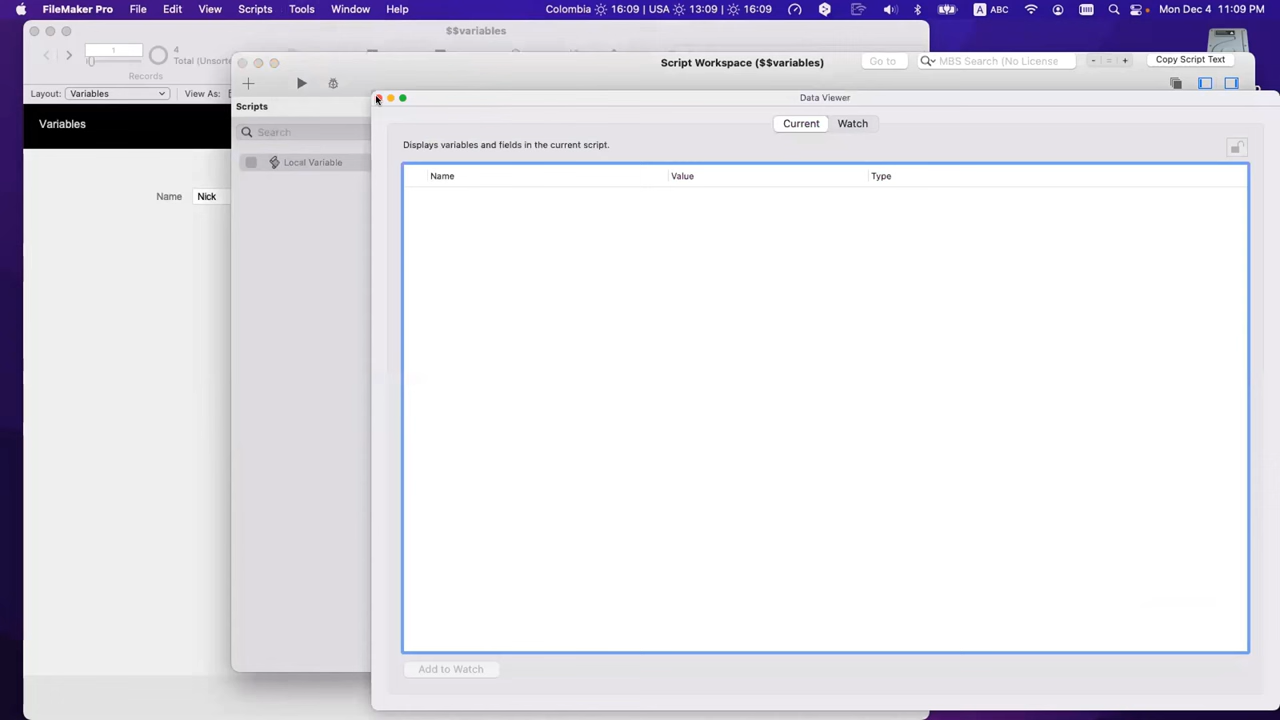 FileMaker Pro File Edit View Scripts Tools Window Help Colombia 16:09 | USA 13:09 | 16:09 A ABC Mon Dec 4 11:09 PM
$$variables
1
4
Total (Unsorte
Records
Layout: Variables View As:
Variables
Name Nick
Script Workspace ($$variables)
Go to
MBS Search (No License
- = +
Copy Script Text
Scripts
Search
Local Variable
Data Viewer
Current Watch
Displays variables and fields in the current script.
Name Value Type
Add to Watch